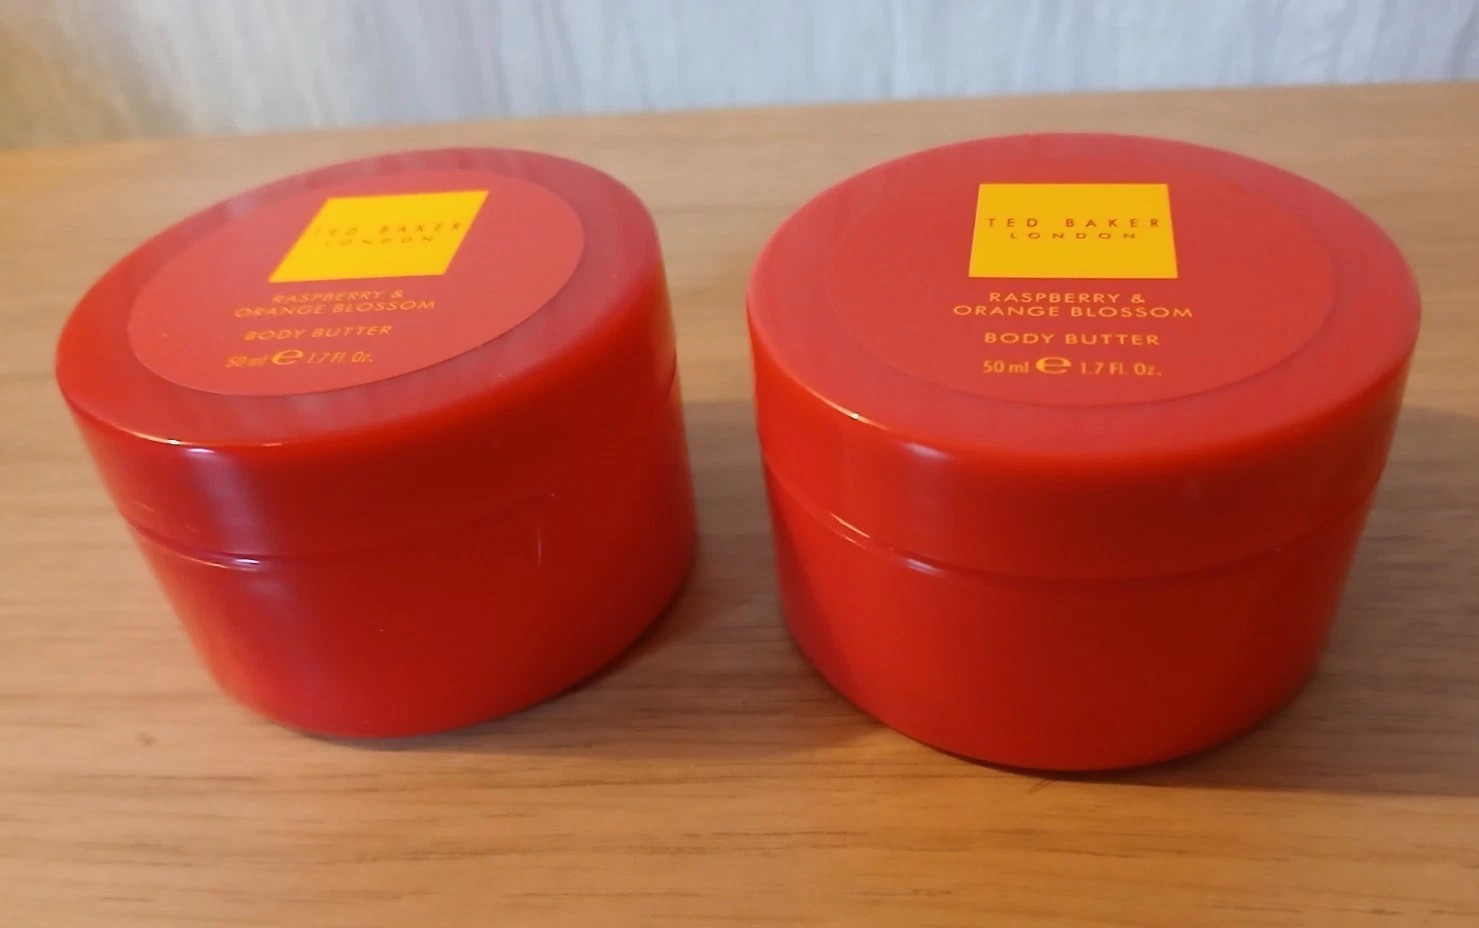 TED BAKER
LONDON
RASPBERRY &
ORANGE BLOSSOM
BODY BUTTER
50 ml e 1.7 Fl. Oz.
TED BAKER
LONDON
RASPBERRY &
ORANGE BLOSSOM
BODY BUTTER
50 ml e 1.7 Fl. Oz.